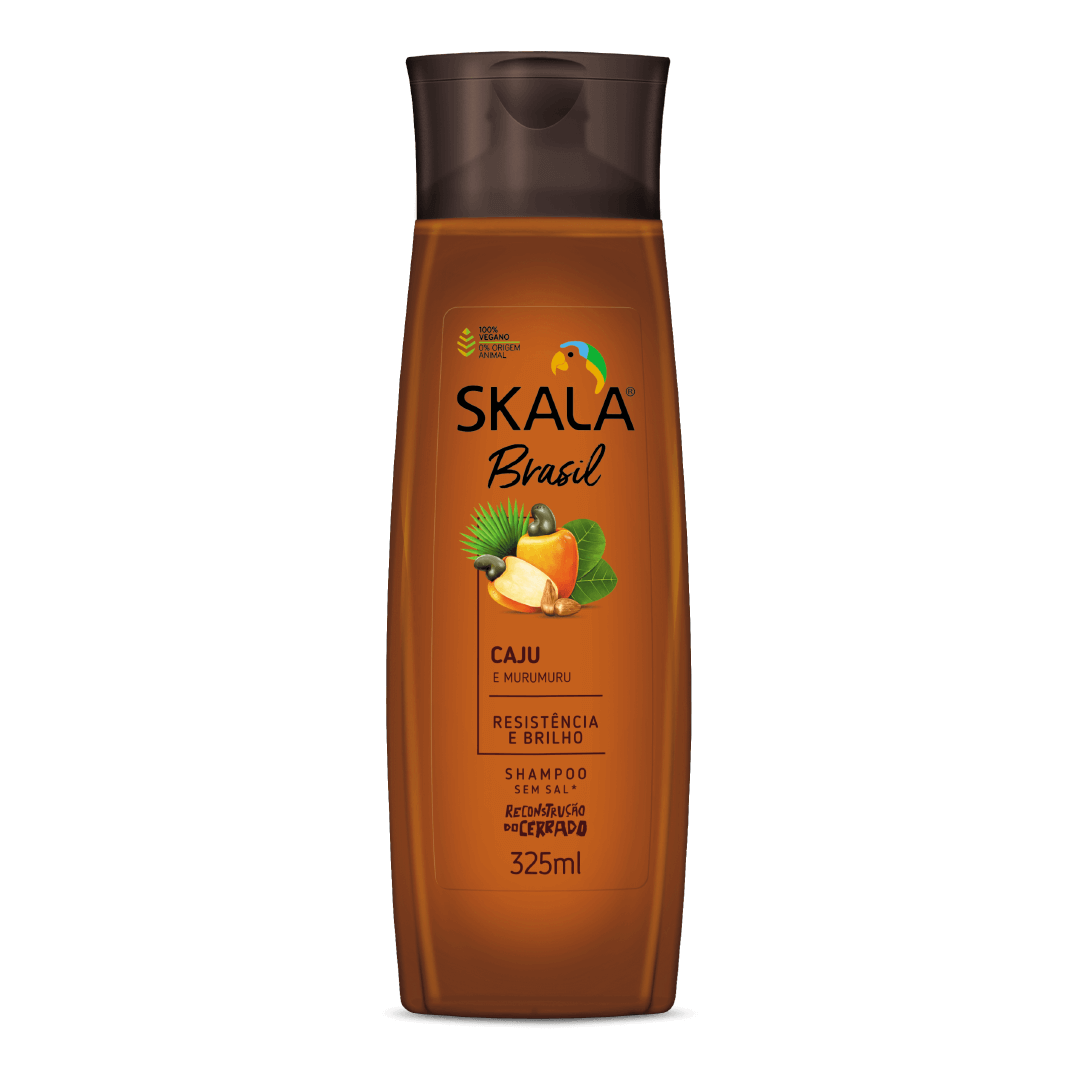 100%
VEGANO
0% ORIGEM
ANIMAL
SKALA®
Brasil
CAJU
E MURUMURU
RESISTÊNCIA
E BRILHO
SHAMPOO
SEM SAL*
RECONSTRUÇÃO
DO CERRADO
325ml